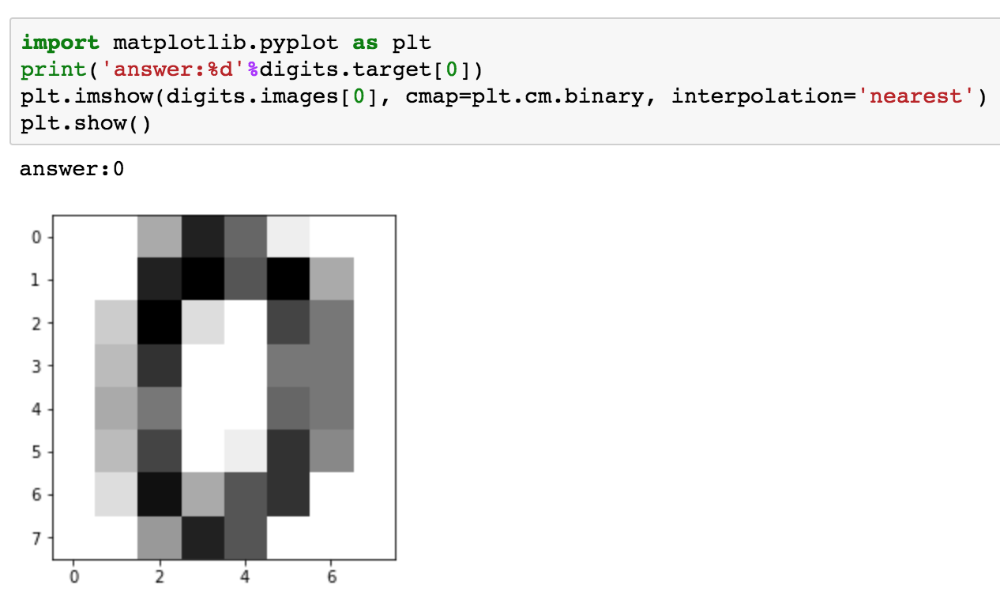 import matplotlib.pyplot as plt
print('answer:%d'%digits.target[0])
plt.imshow(digits.images[0], cmap=plt.cm.binary, interpolation='nearest')
plt.show()
answer:0
0
1
2
3
4
5
6
7
0 2 4 6